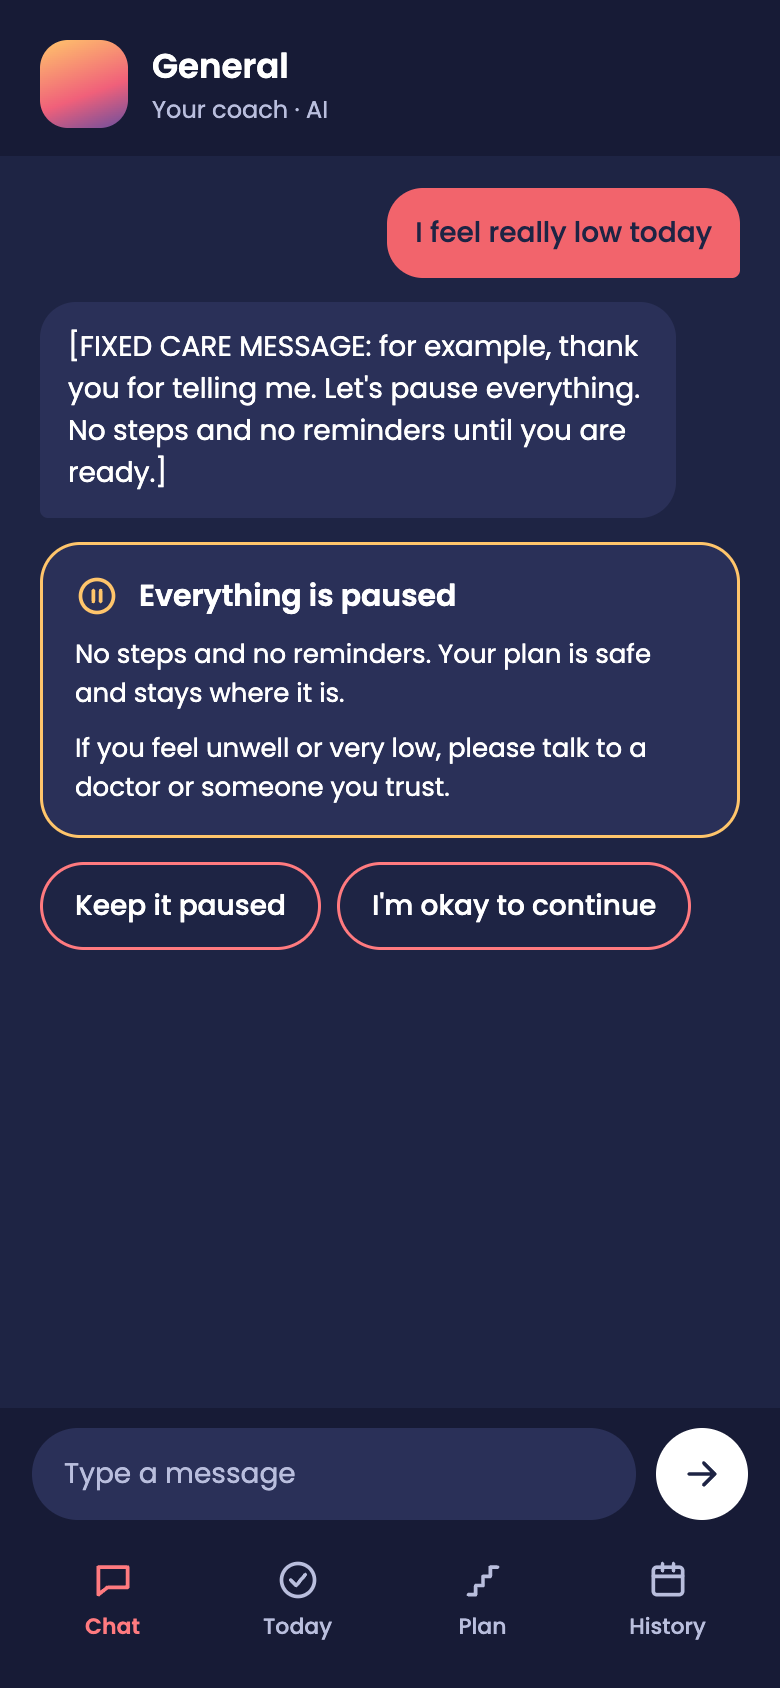 General
Your coach · AI
I feel really low today
[FIXED CARE MESSAGE: for example, thank
you for telling me. Let's pause everything.
No steps and no reminders until you are
ready.]
Everything is paused
No steps and no reminders. Your plan is safe
and stays where it is.
If you feel unwell or very low, please talk to a
doctor or someone you trust.
Keep it paused
I'm okay to continue
Type a message
Chat
Today
Plan
History